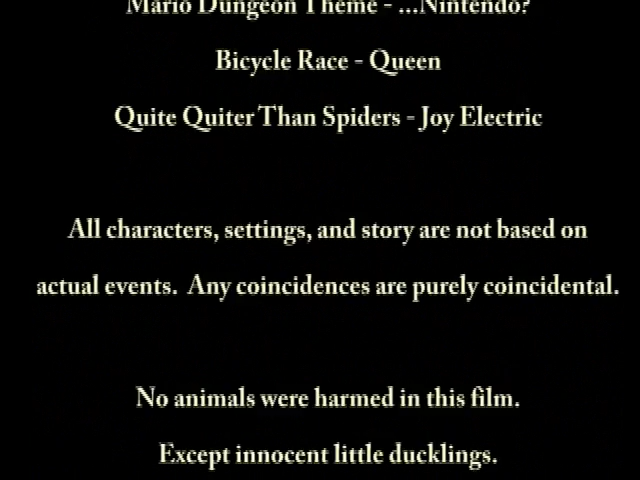 Mario Dungeon Theme - ...Nintendo?
Bicycle Race - Queen
Quite Quiter Than Spiders - Joy Electric
All characters, settings, and story are not based on
actual events. Any coincidences are purely coincidental.
No animals were harmed in this film.
Except innocent little ducklings.